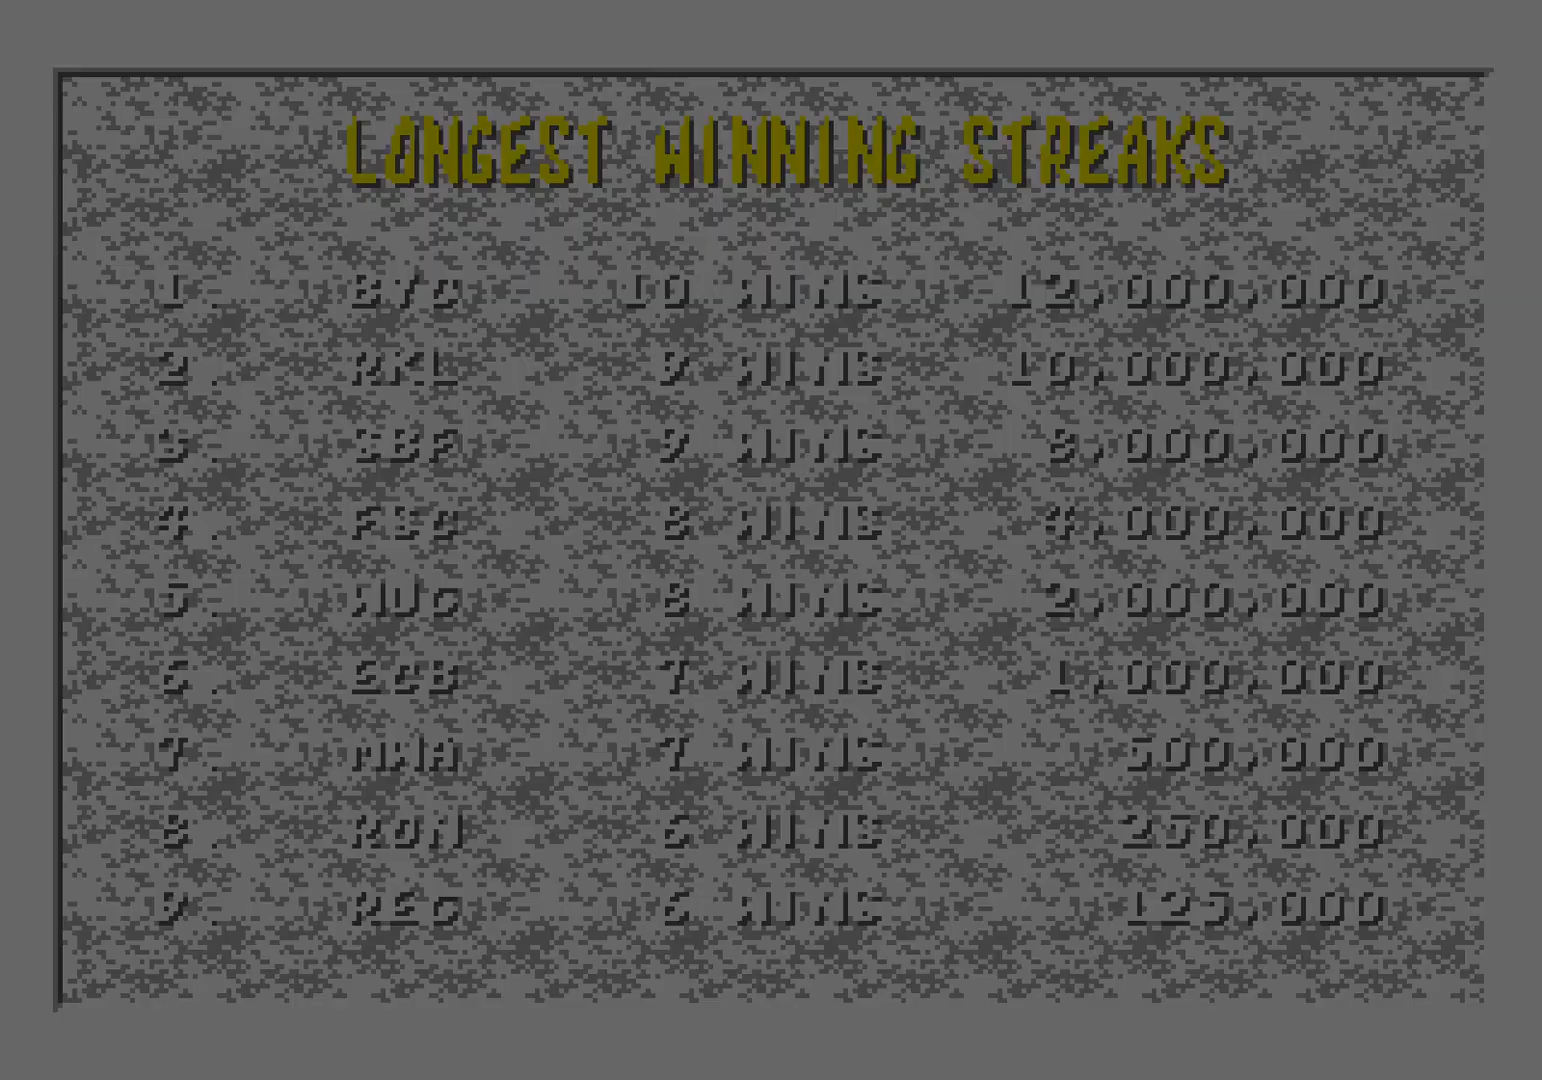 LONGEST WINNING STREAKS
1. 10 WINS 12,000,000
2. RKL 9 WINS 10,000,000
3. 9 WINS 8,000,000
4. 8 WINS 4,000,000
5. 8 WINS 2,000,000
6. 7 WINS 1,000,000
7. 7 WINS 500,000
8. 6 WINS 250,000
9. 6 WINS 125,000